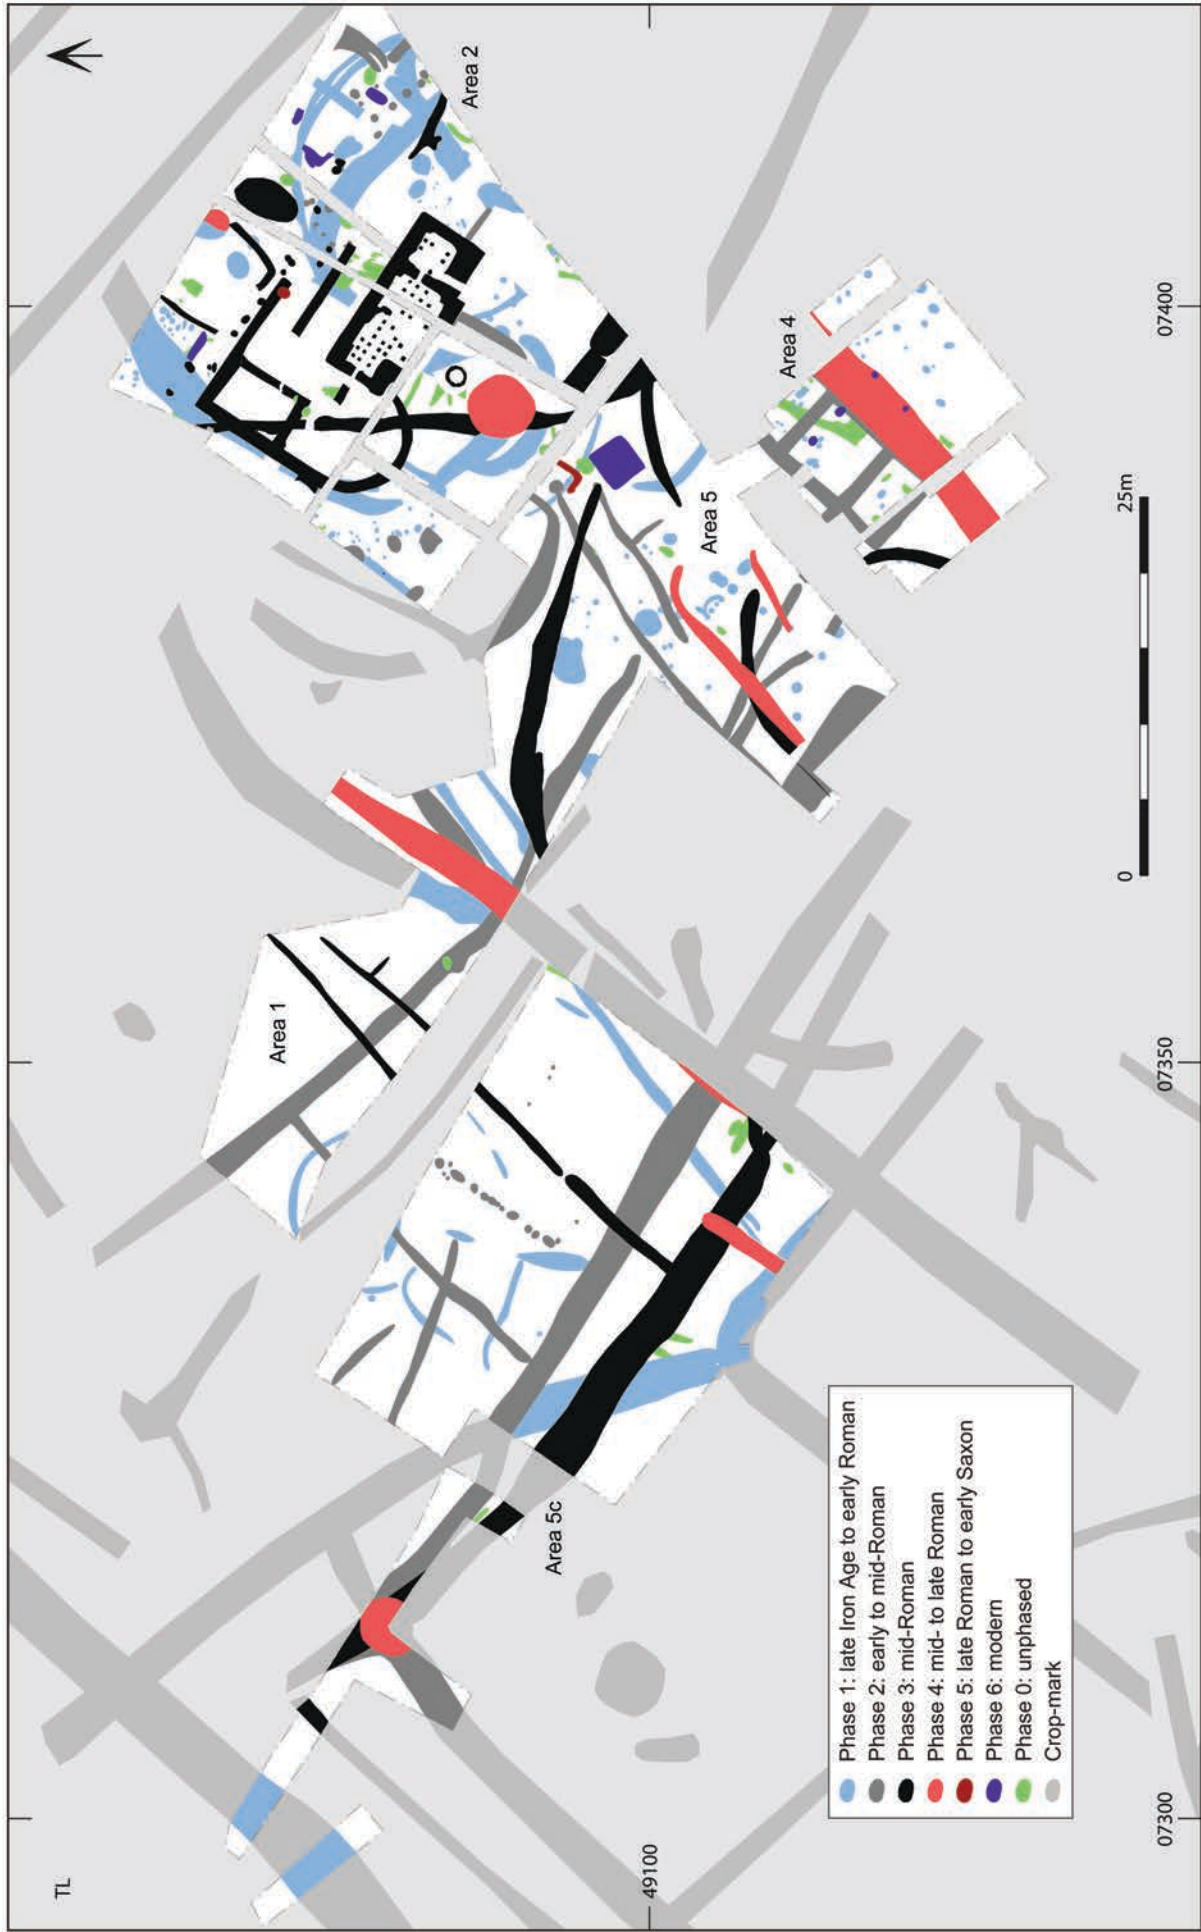 TL
Area 2
Area 1
Area 4
Area 5
Area 5c
49100
07300
07350
07400
0
25m
Phase 1: late Iron Age to early Roman
Phase 2: early to mid-Roman
Phase 3: mid-Roman
Phase 4: mid- to late Roman
Phase 5: late Roman to early Saxon
Phase 6: modern
Phase 0: unphased
Crop-mark